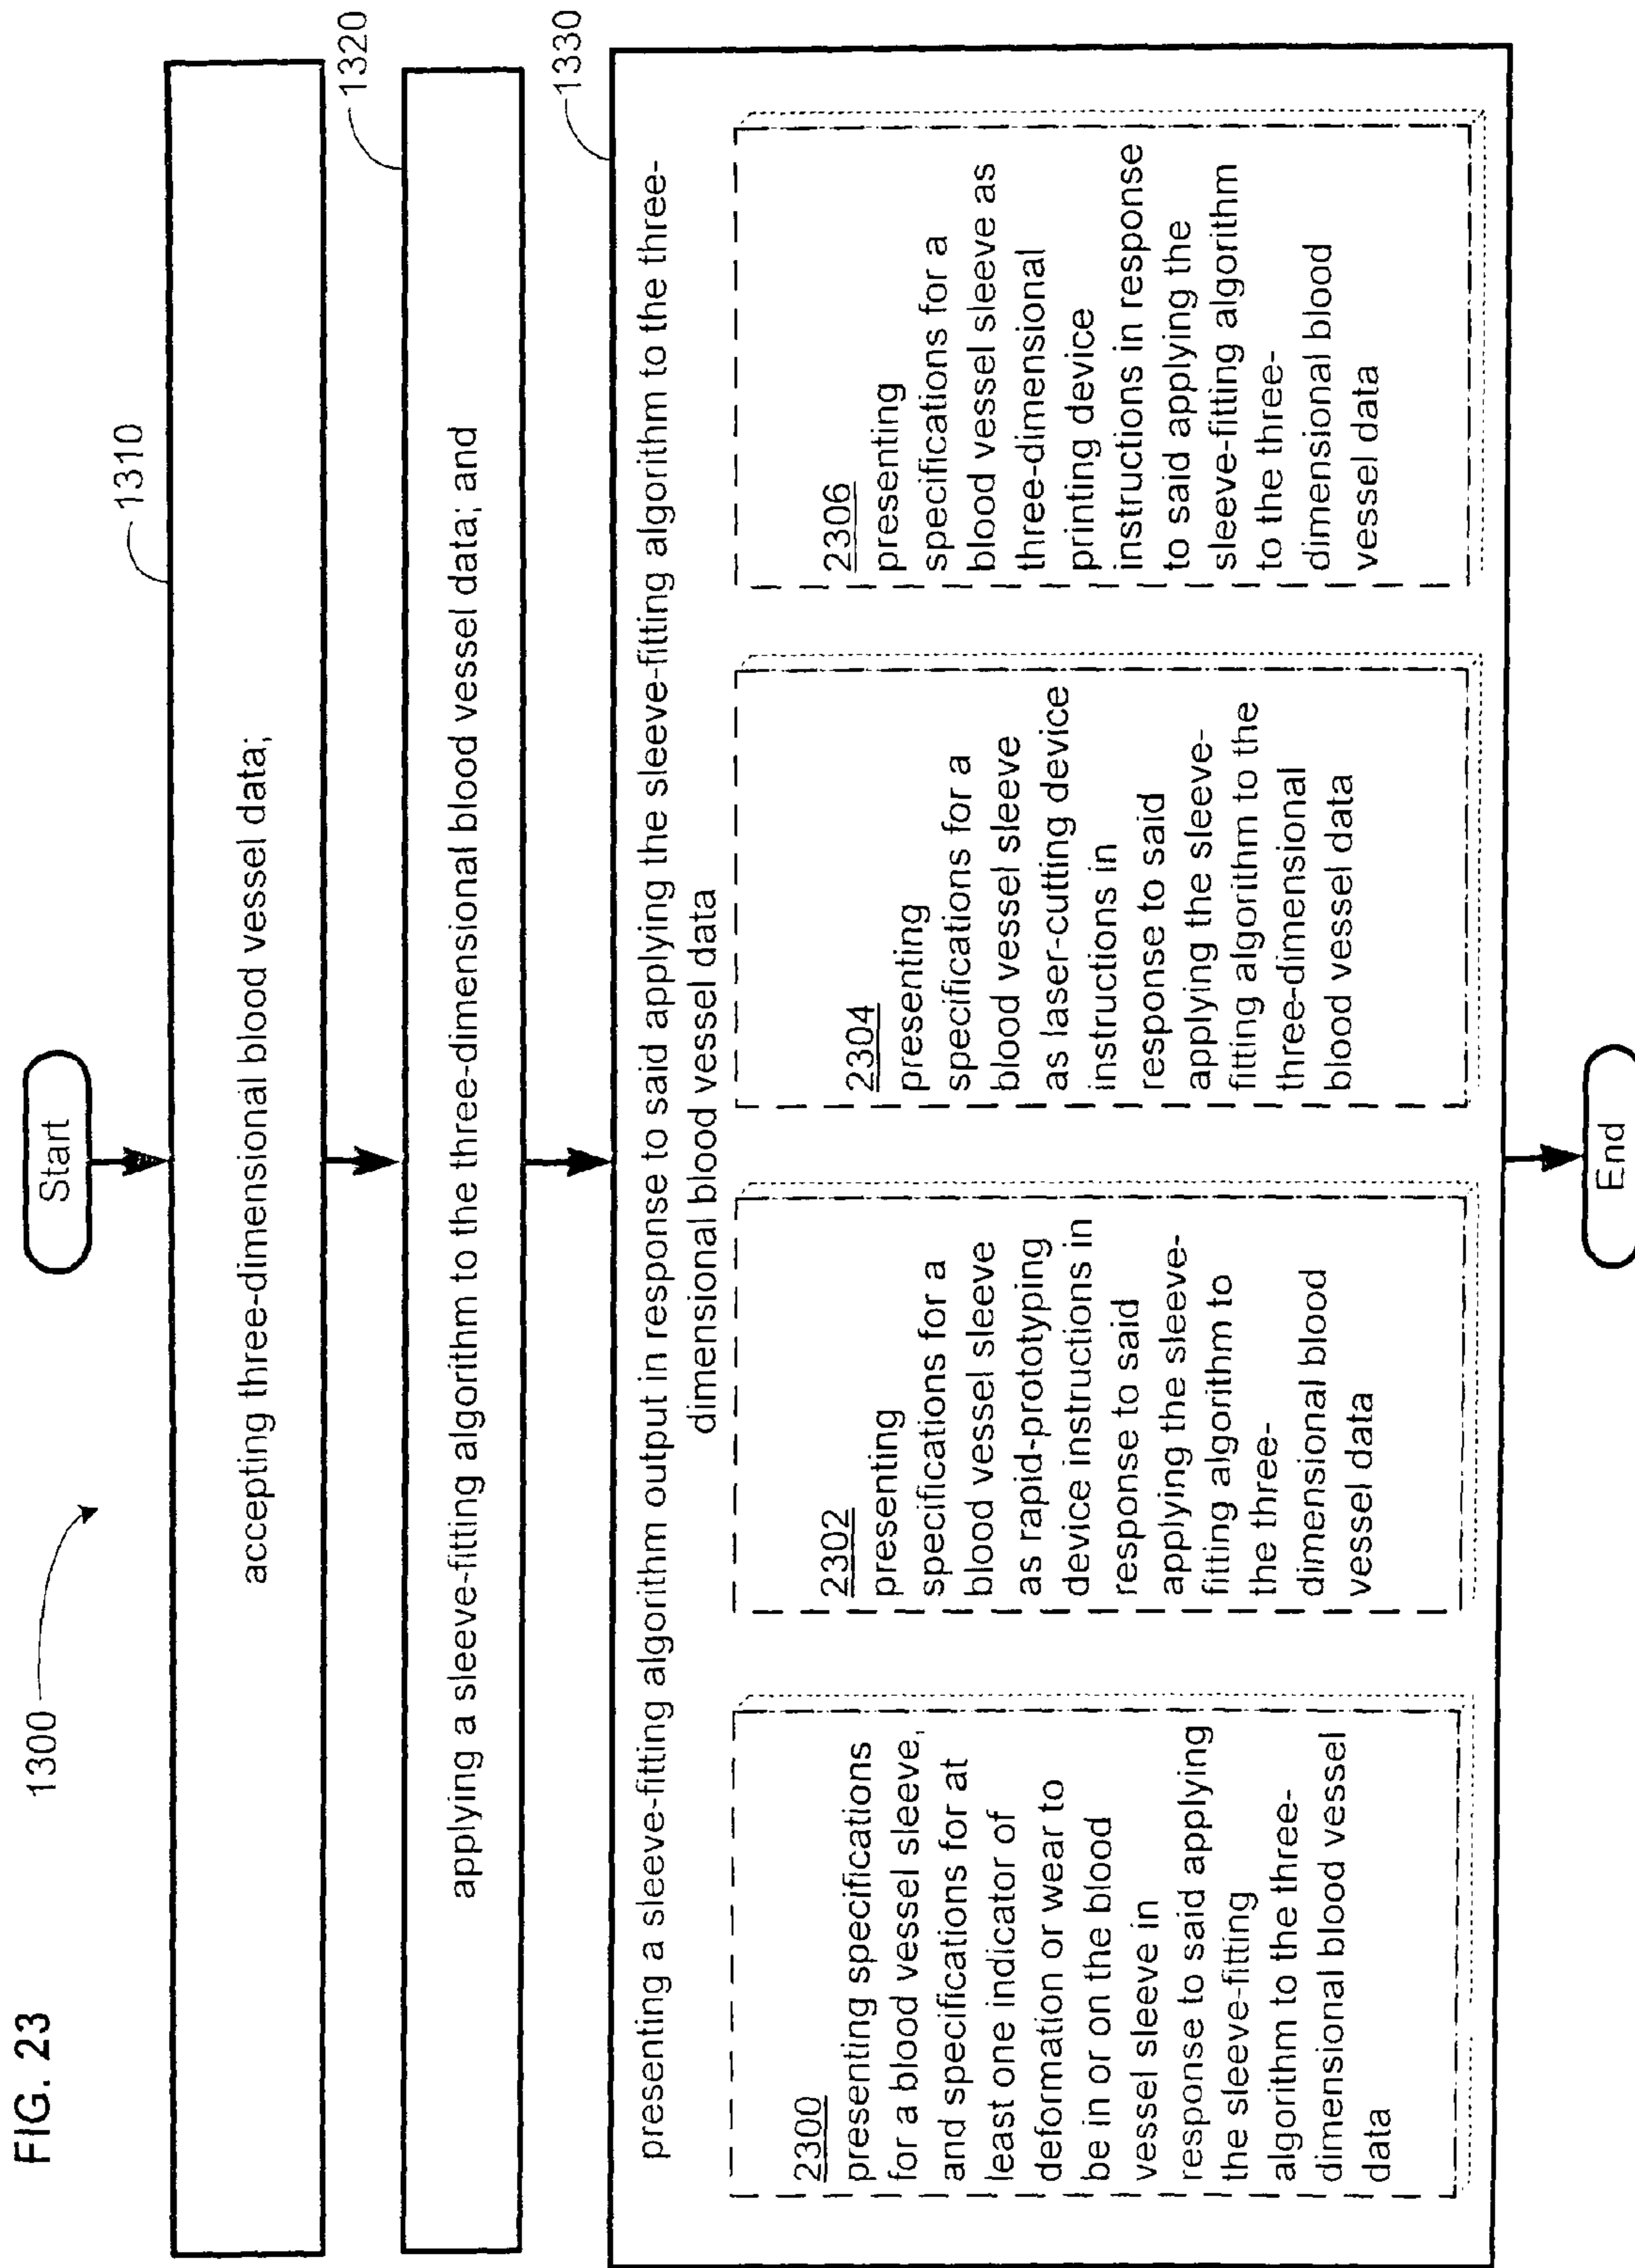 FIG. 23
1300
Start
1310
accepting three-dimensional blood vessel data;
1320
applying a sleeve-fitting algorithm to the three-dimensional blood vessel data; and
1330
presenting a sleeve-fitting algorithm output in response to said applying the sleeve-fitting algorithm to the three-
dimensional blood vessel data
2300
presenting specifications
for a blood vessel sleeve,
and specifications for at
least one indicator of
deformation or wear to
be in or on the blood
vessel sleeve in
response to said applying
the sleeve-fitting
algorithm to the three-
dimensional blood vessel
data
2302
presenting
specifications for a
blood vessel sleeve
as rapid-prototyping
device instructions in
response to said
applying the sleeve-
fitting algorithm to
the three-
dimensional blood
vessel data
2304
presenting
specifications for a
blood vessel sleeve
as laser-cutting device
instructions in
response to said
applying the sleeve-
fitting algorithm to the
three-dimensional
blood vessel data
2306
presenting
specifications for a
blood vessel sleeve as
three-dimensional
printing device
instructions in response
to said applying the
sleeve-fitting algorithm
to the three-
dimensional blood
vessel data
End